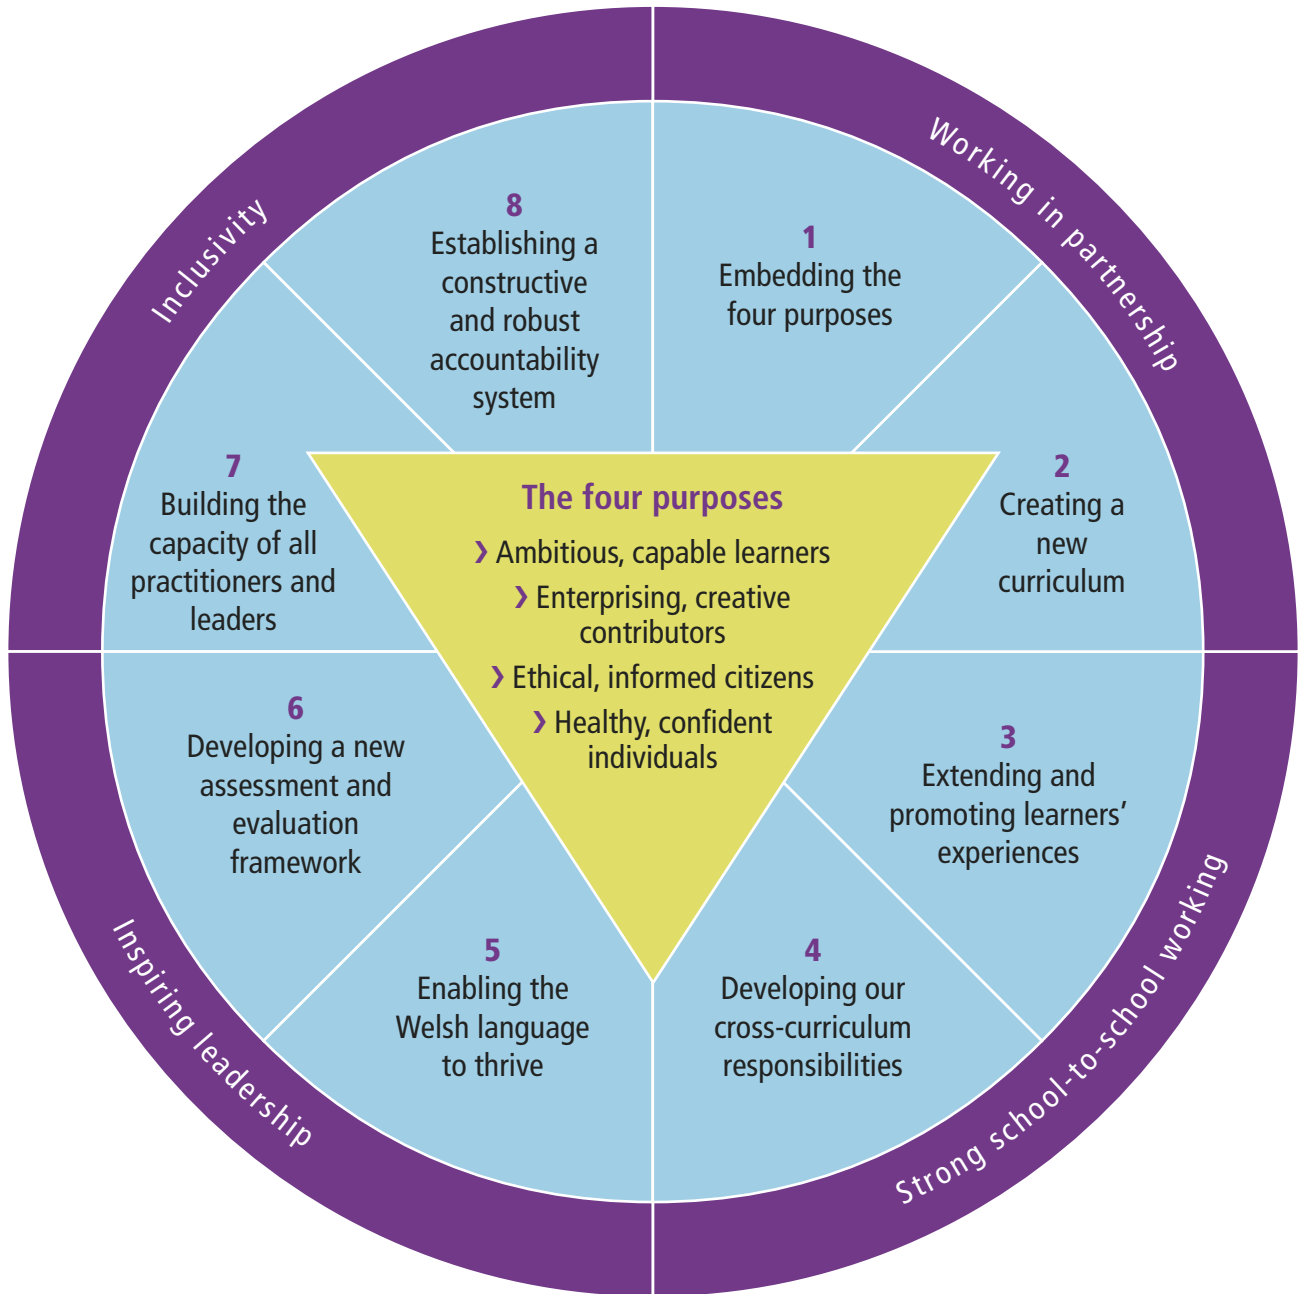 Working in partnership
Strong school-to-school working
Inspiring leadership
Inclusivity
1
Embedding the
four purposes
2
Creating a
new
curriculum
3
Extending and
promoting learners’
experiences
4
Developing our
cross-curriculum
responsibilities
5
Enabling the
Welsh language
to thrive
6
Developing a new
assessment and
evaluation
framework
7
Building the
capacity of all
practitioners and
leaders
8
Establishing a
constructive
and robust
accountability
system
The four purposes
❯ Ambitious, capable learners
❯ Enterprising, creative
contributors
❯ Ethical, informed citizens
❯ Healthy, confident
individuals